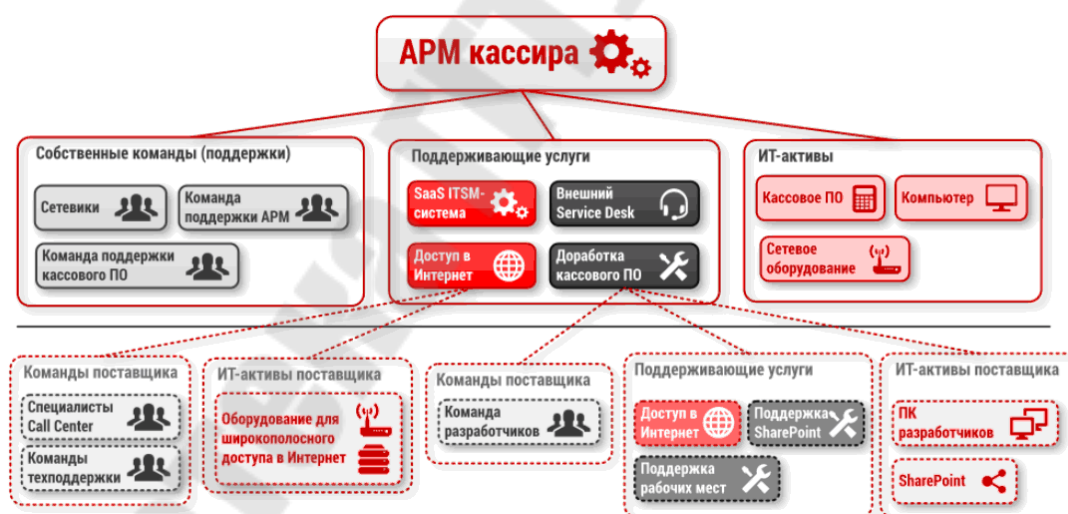 АРМ кассира
Собственные команды (поддержки)
Сетевики
Команда
поддержки АРМ
Команда поддержки
кассового ПО
Поддерживающие услуги
SaaS ITSM-
система
Внешний
Service Desk
Доступ в
Интернет
Доработка
кассового ПО
ИТ-активы
Кассовое ПО
Компьютер
Сетевое
оборудование
Команды поставщика
Специалисты
Call Center
Команды
техподдержки
ИТ-активы поставщика
Оборудование для
широкополосного
доступа в Интернет
Команды поставщика
Команда
разработчиков
Поддерживающие услуги
Доступ в
Интернет
Поддержка
SharePoint
Поддержка
рабочих мест
ИТ-активы поставщика
ПК
разработчиков
SharePoint